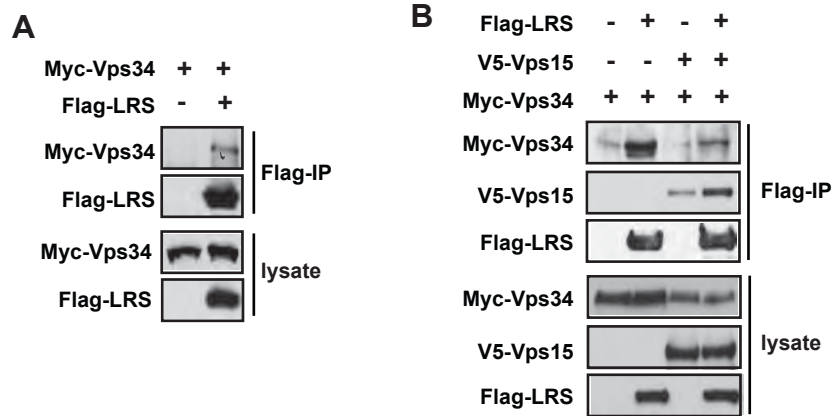 A
Myc-Vps34 + +
Flag-LRS - +
Myc-Vps34
Flag-LRS
Flag-IP
Myc-Vps34
Flag-LRS
lysate
B
Flag-LRS - + - +
V5-Vps15 - - + +
Myc-Vps34 + + + +
Myc-Vps34
V5-Vps15
Flag-LRS
Flag-IP
Myc-Vps34
V5-Vps15
Flag-LRS
lysate